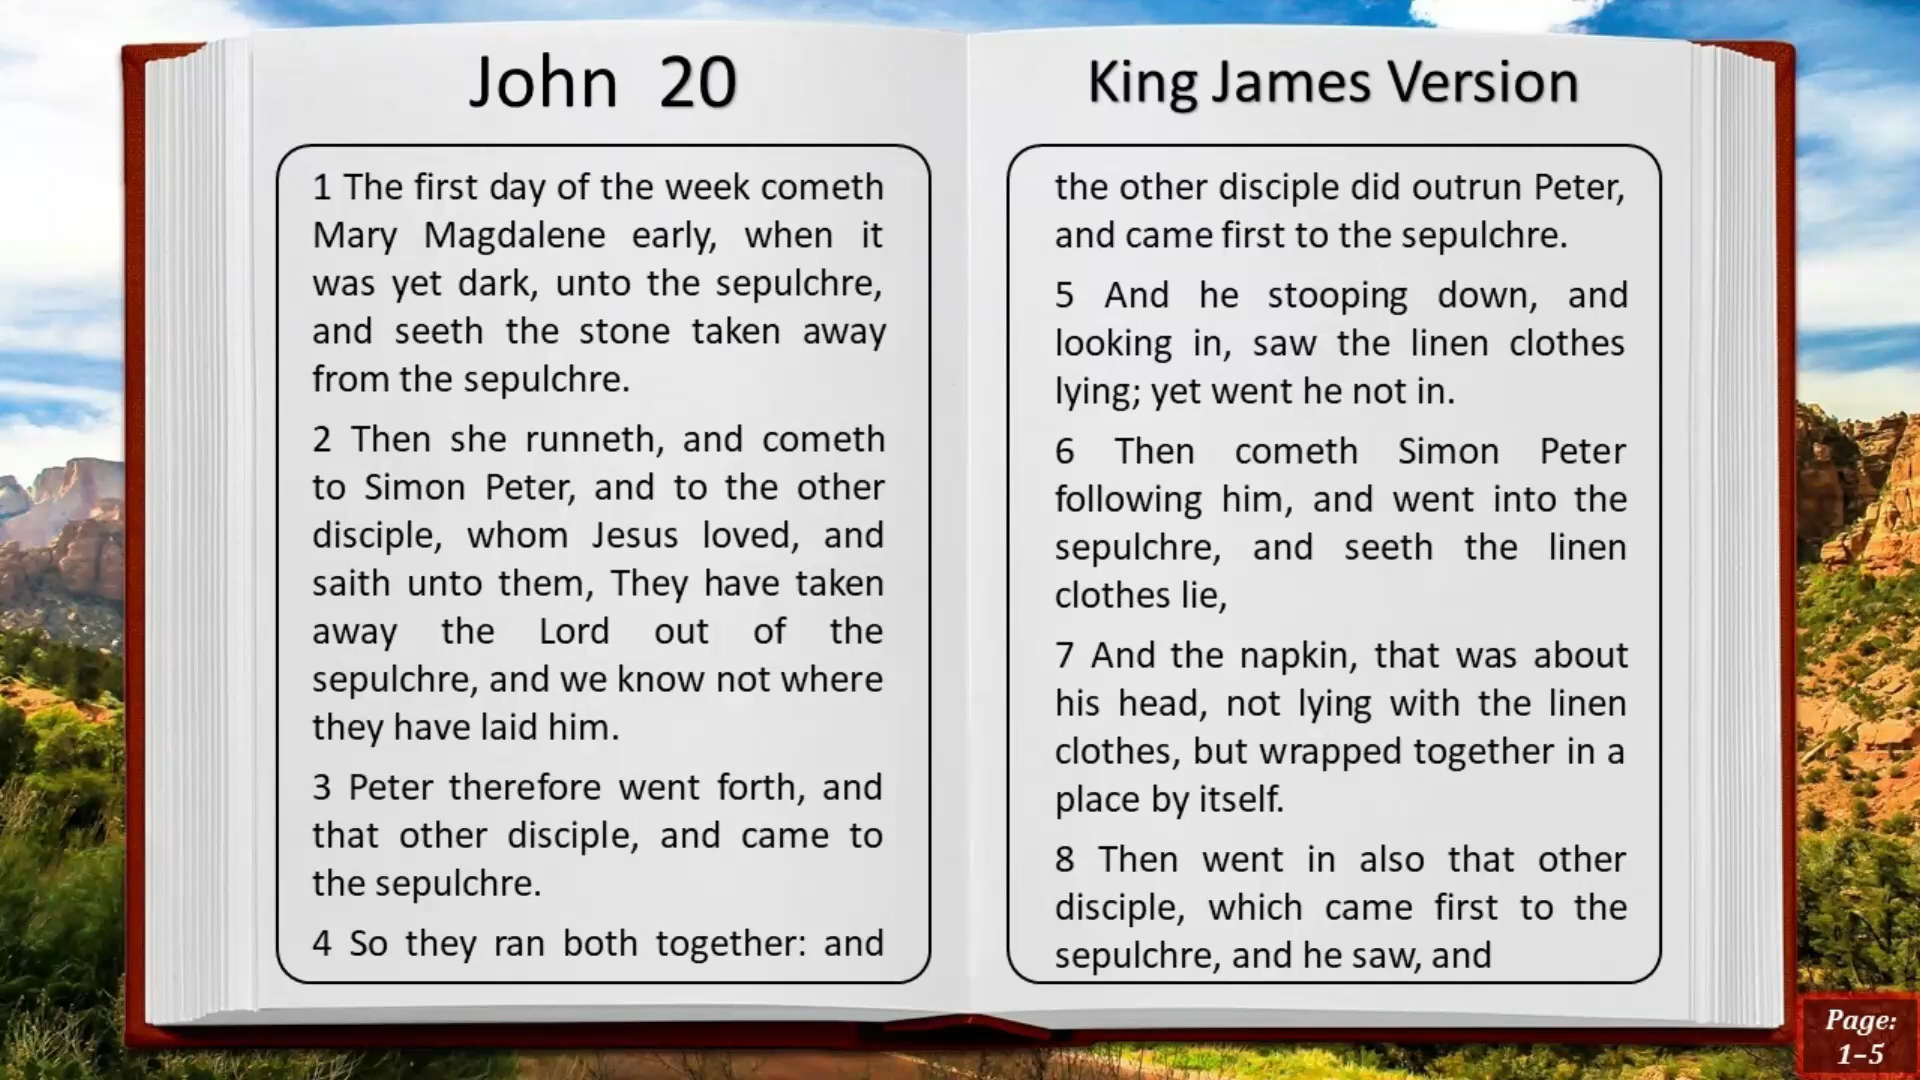 John 20
1 The first day of the week cometh
Mary Magdalene early, when it
was yet dark, unto the sepulchre,
and seeth the stone taken away
from the sepulchre.
2 Then she runneth, and cometh
to Simon Peter, and to the other
disciple, whom Jesus loved, and
saith unto them, They have taken
away the Lord out of the
sepulchre, and we know not where
they have laid him.
3 Peter therefore went forth, and
that other disciple, and came to
the sepulchre.
4 So they ran both together: and
King James Version
the other disciple did outrun Peter,
and came first to the sepulchre.
5 And he stooping down, and
looking in, saw the linen clothes
lying; yet went he not in.
6 Then cometh Simon Peter
following him, and went into the
sepulchre, and seeth the linen
clothes lie,
7 And the napkin, that was about
his head, not lying with the linen
clothes, but wrapped together in a
place by itself.
8 Then went in also that other
disciple, which came first to the
sepulchre, and he saw, and
Page:
1–5